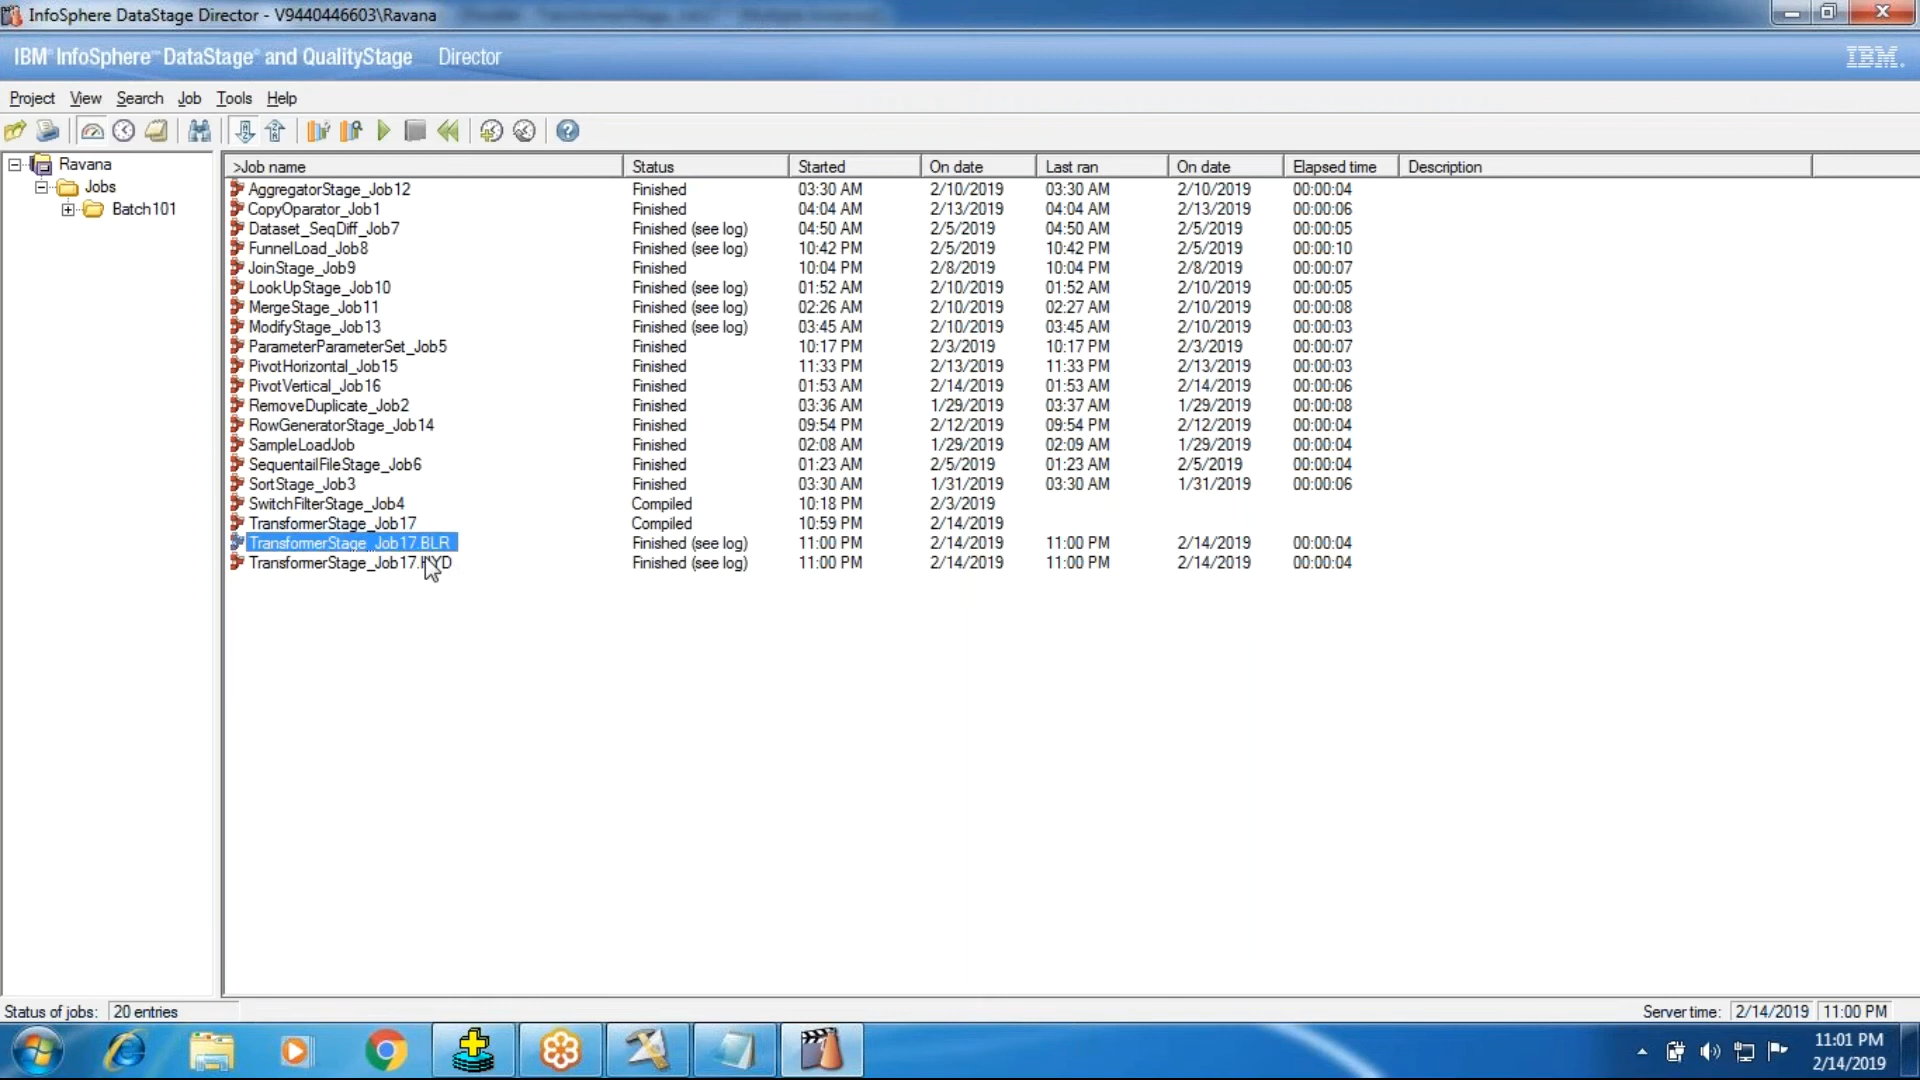 InfoSphere DataStage Director - V9440446603\Ravana
IBM InfoSphere DataStage and QualityStage Director
IBM
Project View Search Job Tools Help
Ravana
Jobs
Batch101
>Job name Status Started On date Last ran On date Elapsed time Description
AggregatorStage_Job12 Finished 03:30 AM 2/10/2019 03:30 AM 2/10/2019 00:00:04
CopyOparator_Job1 Finished 04:04 AM 2/13/2019 04:04 AM 2/13/2019 00:00:06
Dataset_SeqDiff_Job7 Finished (see log) 04:50 AM 2/5/2019 04:50 AM 2/5/2019 00:00:05
FunnelLoad_Job8 Finished (see log) 10:42 PM 2/5/2019 10:42 PM 2/5/2019 00:00:10
JoinStage_Job9 Finished 10:04 PM 2/8/2019 10:04 PM 2/8/2019 00:00:07
LookUpStage_Job10 Finished (see log) 01:52 AM 2/10/2019 01:52 AM 2/10/2019 00:00:05
MergeStage_Job11 Finished (see log) 02:26 AM 2/10/2019 02:27 AM 2/10/2019 00:00:08
ModifyStage_Job13 Finished (see log) 03:45 AM 2/10/2019 03:45 AM 2/10/2019 00:00:03
ParameterParameterSet_Job5 Finished 10:17 PM 2/3/2019 10:17 PM 2/3/2019 00:00:07
PivotHorizontal_Job15 Finished 11:33 PM 2/13/2019 11:33 PM 2/13/2019 00:00:03
PivotVertical_Job16 Finished 01:53 AM 2/14/2019 01:53 AM 2/14/2019 00:00:06
RemoveDuplicate_Job2 Finished 03:36 AM 1/29/2019 03:37 AM 1/29/2019 00:00:08
RowGeneratorStage_Job14 Finished 09:54 PM 2/12/2019 09:54 PM 2/12/2019 00:00:04
SampleLoadJob Finished 02:08 AM 1/29/2019 02:09 AM 1/29/2019 00:00:04
SequentailFileStage_Job6 Finished 01:23 AM 2/5/2019 01:23 AM 2/5/2019 00:00:04
SortStage_Job3 Finished 03:30 AM 1/31/2019 03:30 AM 1/31/2019 00:00:06
SwitchFilterStage_Job4 Compiled 10:18 PM 2/3/2019
TransformerStage_Job17 Compiled 10:59 PM 2/14/2019
TransformerStage_Job17.BLR Finished (see log) 11:00 PM 2/14/2019 11:00 PM 2/14/2019 00:00:04
TransformerStage_Job17.HYD Finished (see log) 11:00 PM 2/14/2019 11:00 PM 2/14/2019 00:00:04
Status of jobs: 20 entries Server time: 2/14/2019 11:00 PM
11:01 PM
2/14/2019